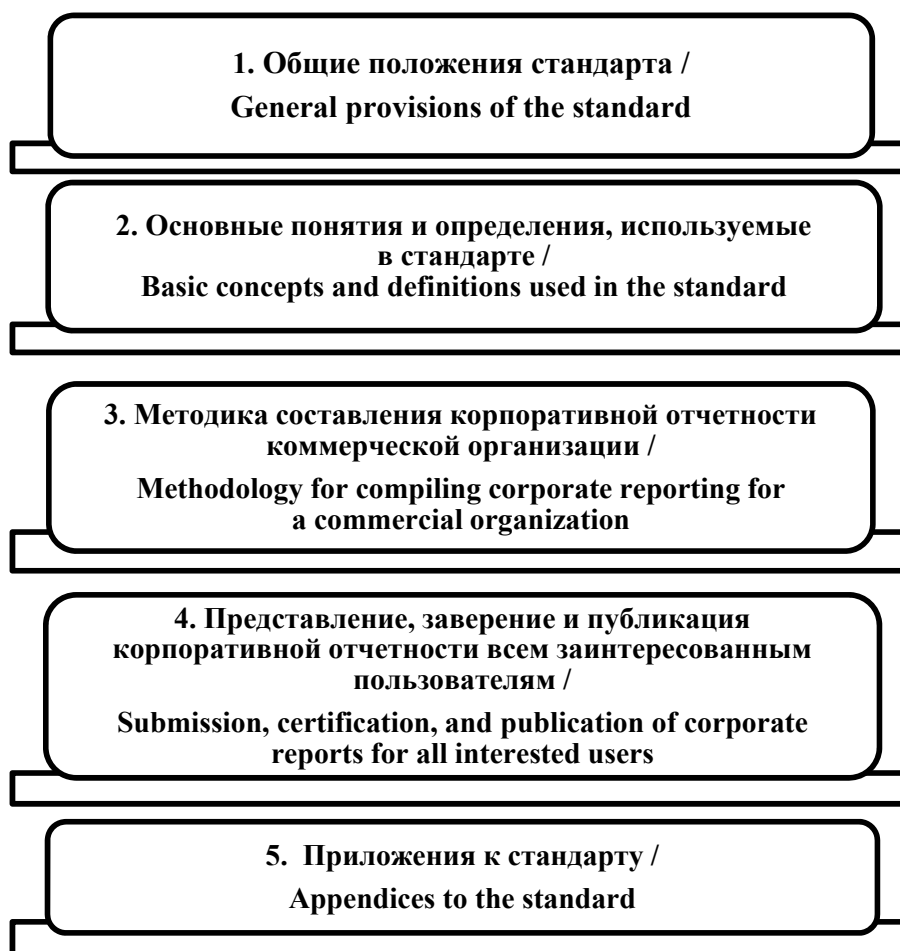 1. Общие положения стандарта /
General provisions of the standard
2. Основные понятия и определения, используемые
в стандарте /
Basic concepts and definitions used in the standard
3. Методика составления корпоративной отчетности
коммерческой организации /
Methodology for compiling corporate reporting for
a commercial organization
4. Представление, заверение и публикация
корпоративной отчетности всем заинтересованным
пользователям /
Submission, certification, and publication of corporate
reports for all interested users
5. Приложения к стандарту /
Appendices to the standard